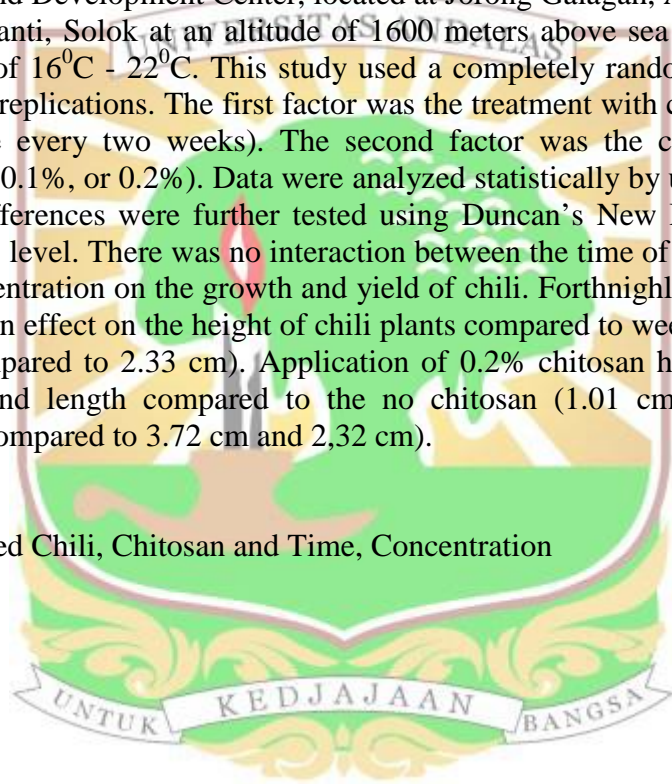 nd Development Center, located at Jorong Galagah,
anti, Solok at an altitude of 1600 meters above sea
of 16⁰C - 22⁰C. This study used a completely rando
replications. The first factor was the treatment with c
e every two weeks). The second factor was the c
0.1%, or 0.2%). Data were analyzed statistically by u
fferences were further tested using Duncan's New
level. There was no interaction between the time of
entration on the growth and yield of chili. Forthnighl
n effect on the height of chili plants compared to wee
pared to 2.33 cm). Application of 0.2% chitosan h
nd length compared to the no chitosan (1.01 cm
ompared to 3.72 cm and 2,32 cm).
ed Chili, Chitosan and Time, Concentration
UNIVERSITAS ANDALAS
UNTUK KEDJAJAAN BANGSA